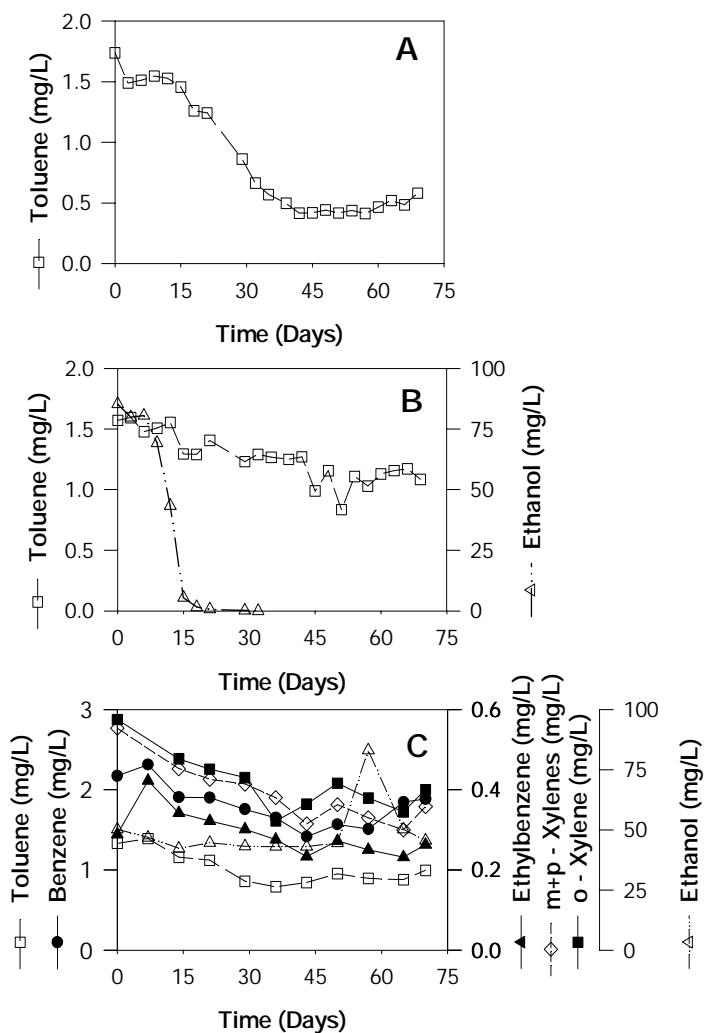 2.0
1.5
1.0
0.5
0.0
Toluene (mg/L)
A
0 15 30 45 60 75
Time (Days)
2.0
1.5
1.0
0.5
0.0
Toluene (mg/L)
B
100
75
50
25
0
Ethanol (mg/L)
0 15 30 45 60 75
Time (Days)
3
2
1
0
Toluene (mg/L)
Benzene (mg/L)
C
0.6
0.4
0.2
0.0
Ethylbenzene (mg/L)
m+p - Xylenes (mg/L)
o - Xylene (mg/L)
100
75
50
25
0
Ethanol (mg/L)
0 15 30 45 60 75
Time (Days)